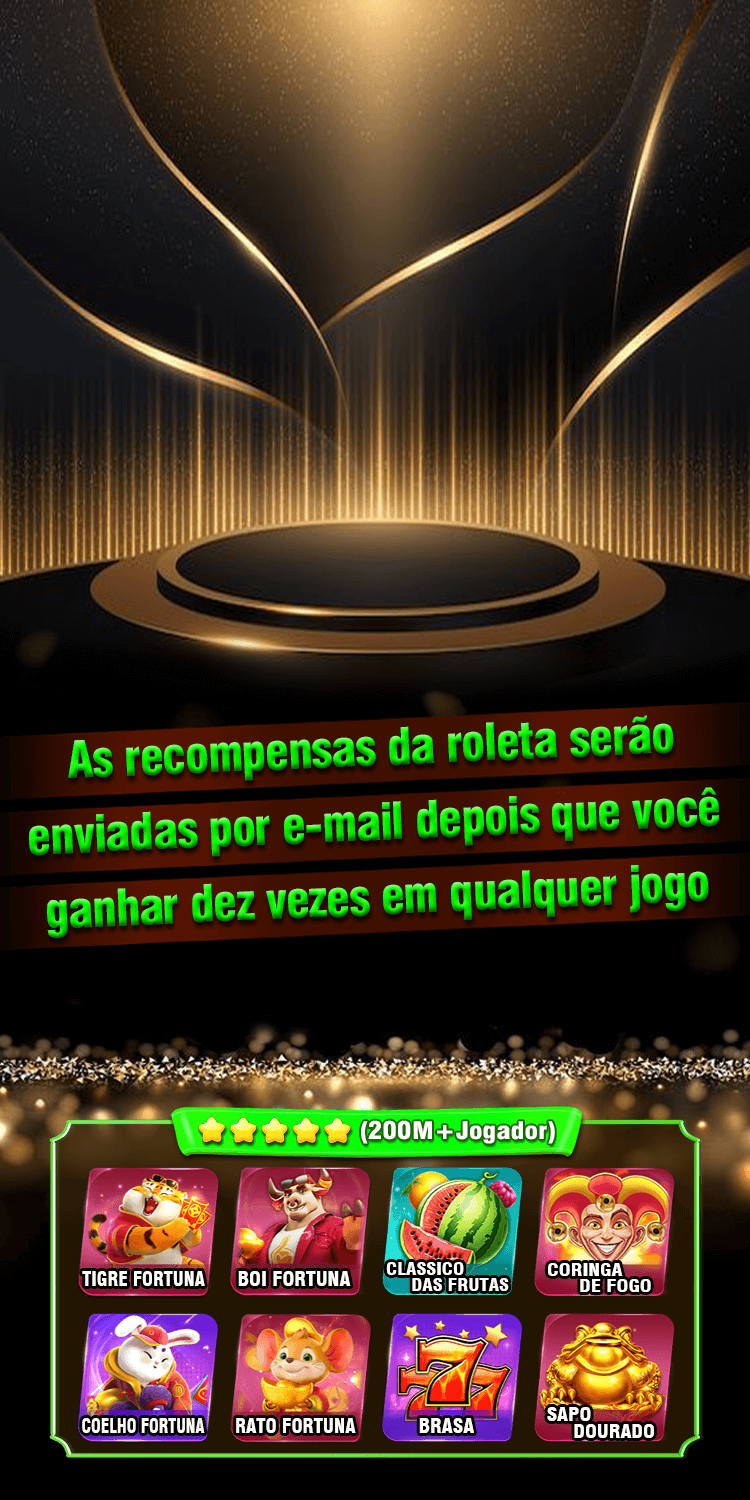 As recompensas da roleta serão
enviadas por e-mail depois que você
ganhar dez vezes em qualquer jogo
(200M+Jogador)
TIGRE FORTUNA
BOI FORTUNA
CLASSICO
DAS FRUTAS
CORINGA
DE FOGO
COELHO FORTUNA
RATO FORTUNA
777
BRASA
SAPO
DOURADO